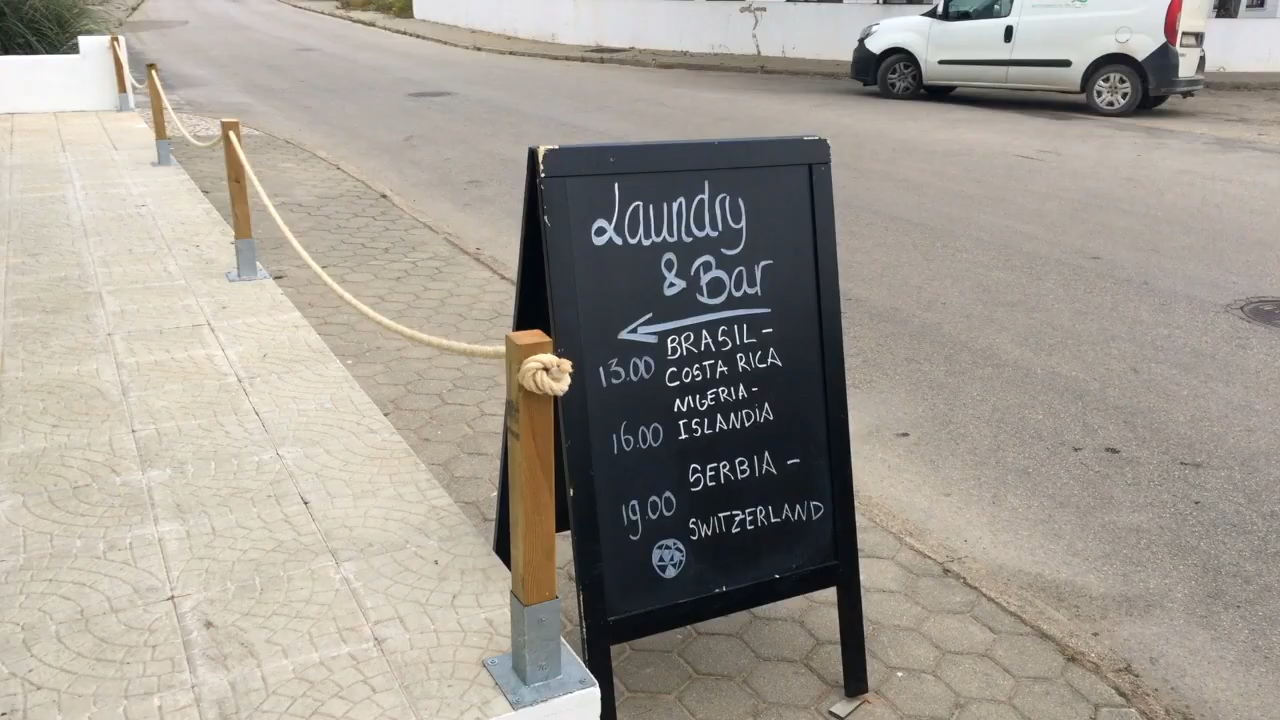 Laundry
& Bar
BRASIL -
13.00 COSTA RICA
NIGERIA -
16.00 ISLANDIA
SERBIA -
19.00 SWITZERLAND